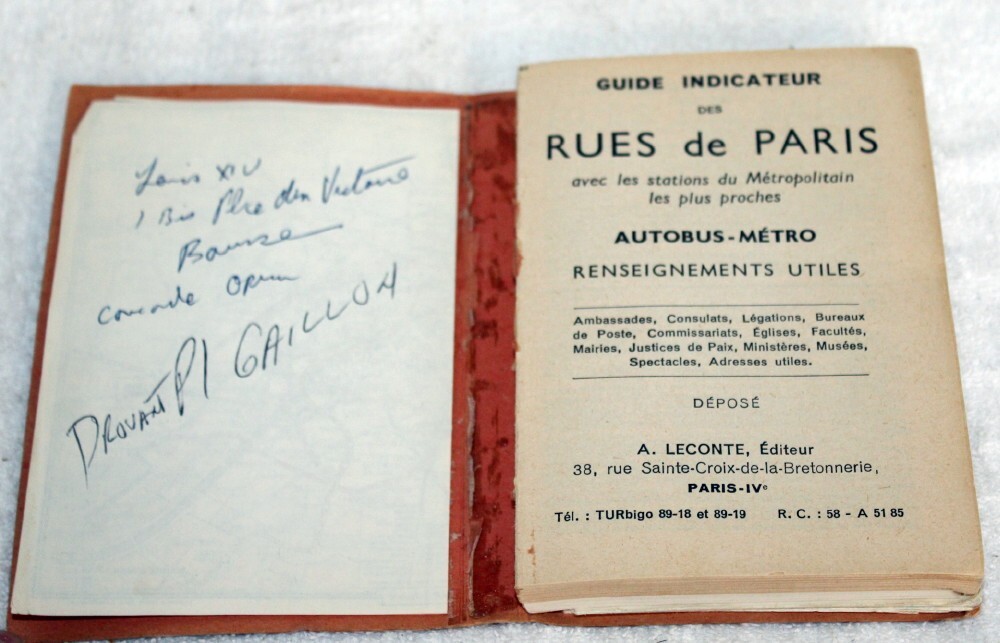 Louis XIV
1 Bis Plce des Victoire
Bourse
concorde Opera
DROUANT Pl GAILLON
GUIDE INDICATEUR
DES
RUES de PARIS
avec les stations du Métropolitain
les plus proches
AUTOBUS-MÉTRO
RENSEIGNEMENTS UTILES
Ambassades, Consulats, Légations, Bureaux
de Poste, Commissariats, Églises, Facultés,
Mairies, Justices de Paix, Ministères, Musées,
Spectacles, Adresses utiles.
DÉPOSÉ
A. LECONTE, Éditeur
38, rue Sainte-Croix-de-la-Bretonnerie,
PARIS-IVe
Tél. : TURbigo 89-18 et 89-19 R. C. : 58 - A 51 85